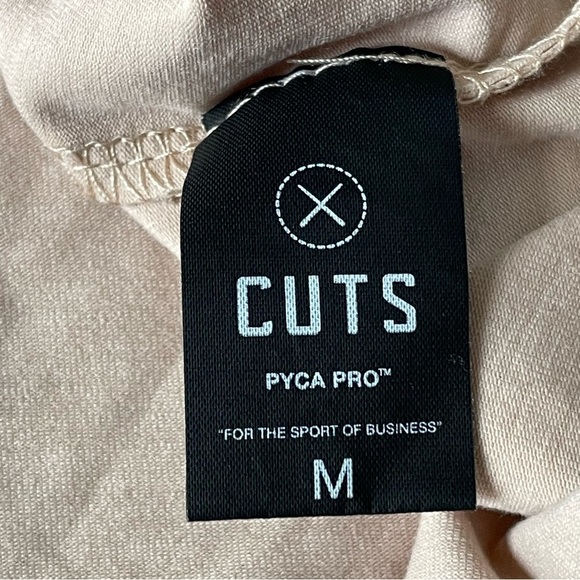 CUTS
PYCA PRO™
"FOR THE SPORT OF BUSINESS"
M